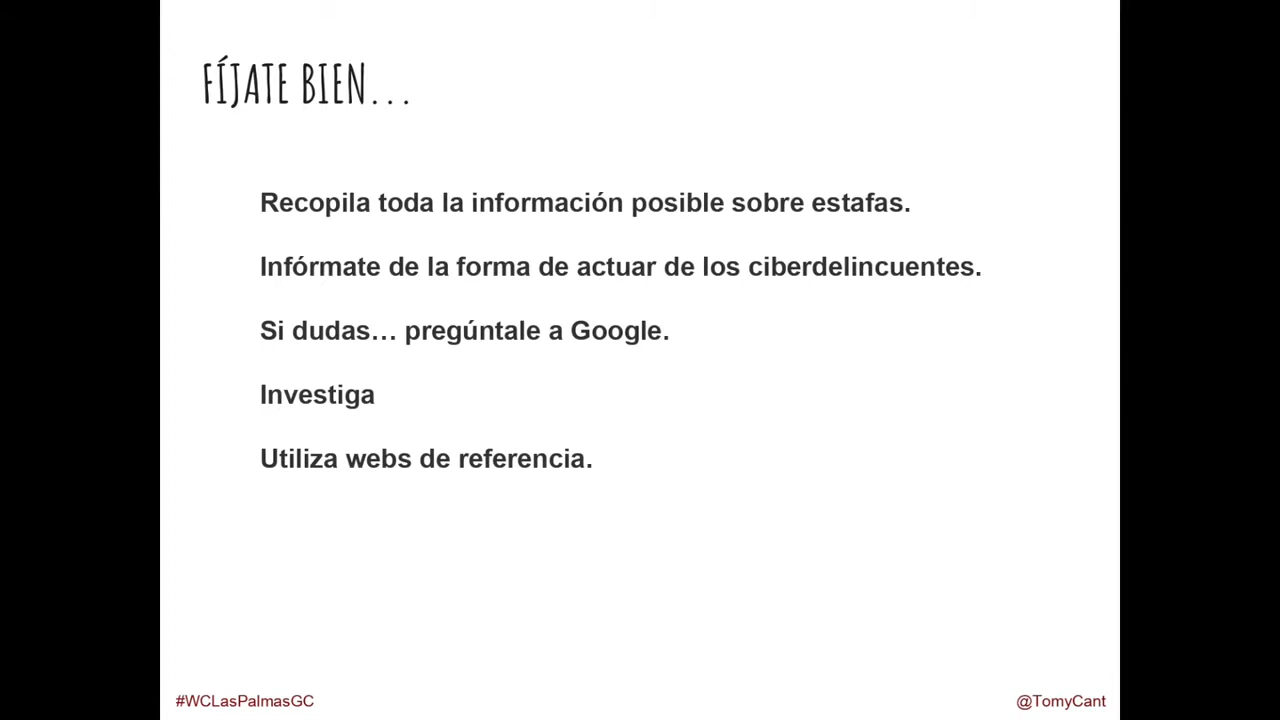 FÍJATE BIEN...
Recopila toda la información posible sobre estafas.
Infórmate de la forma de actuar de los ciberdelincuentes.
Si dudas… pregúntale a Google.
Investiga
Utiliza webs de referencia.
#WCLasPalmasGC
@TomyCant